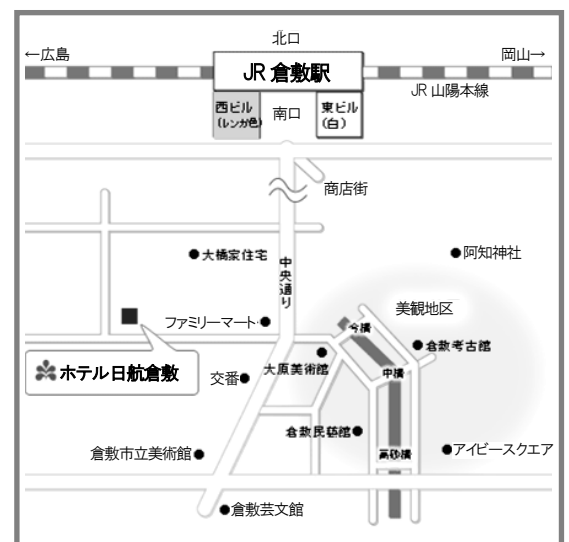 北口
←広島
岡山→
JR 倉敷駅
JR 山陽本線
西ビル
(レンガ色)
南口
東ビル
(白)
商店街
大橋家住宅
中央通り
阿知神社
美観地区
ファミリーマート
今橋
倉敷考古館
ホテル日航倉敷
交番
大原美術館
中橋
倉敷民藝館
倉敷市立美術館
高砂橋
アイビースクエア
倉敷芸文館